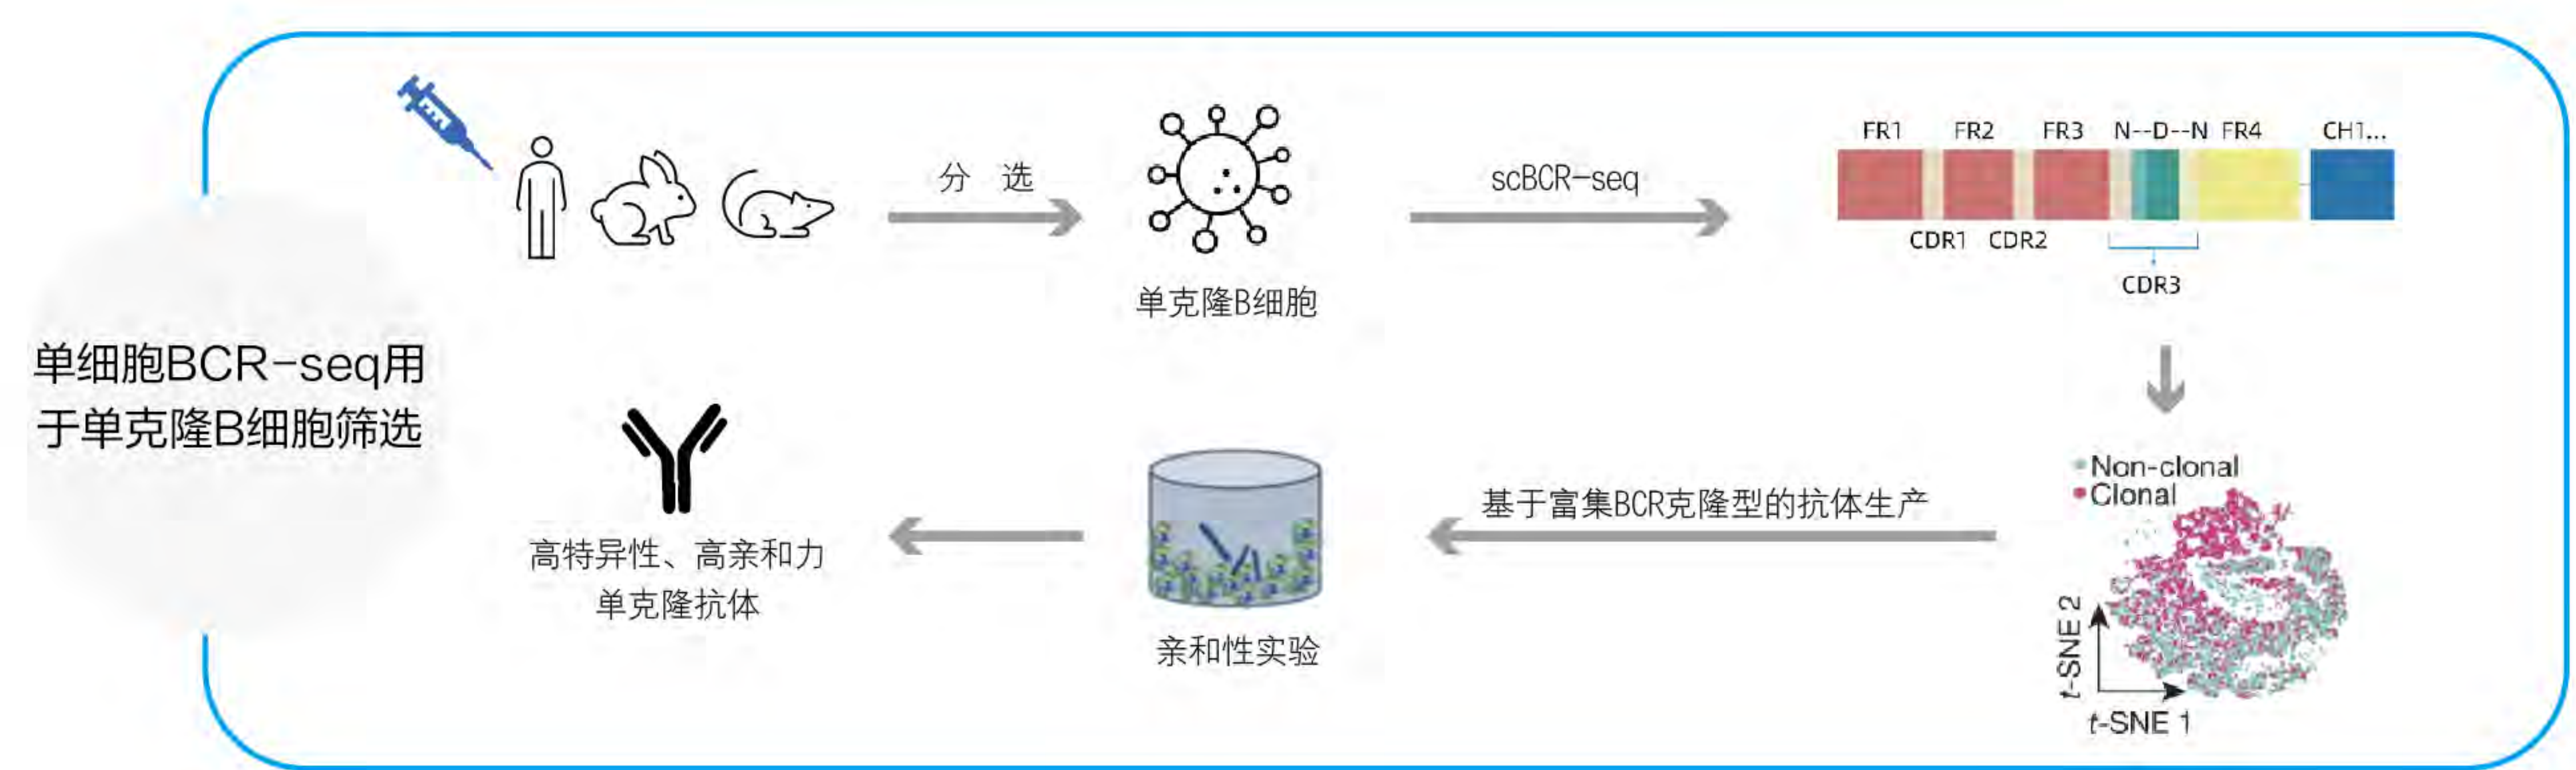 单细胞BCR-seq用
于单克隆B细胞筛选
分 选
单克隆B细胞
scBCR-seq
FR1 FR2 FR3 N--D--N FR4 CH1...
CDR1 CDR2
CDR3
Non-clonal
Clonal
t-SNE 2
t-SNE 1
基于富集BCR克隆型的抗体生产
亲和性实验
高特异性、高亲和力
单克隆抗体